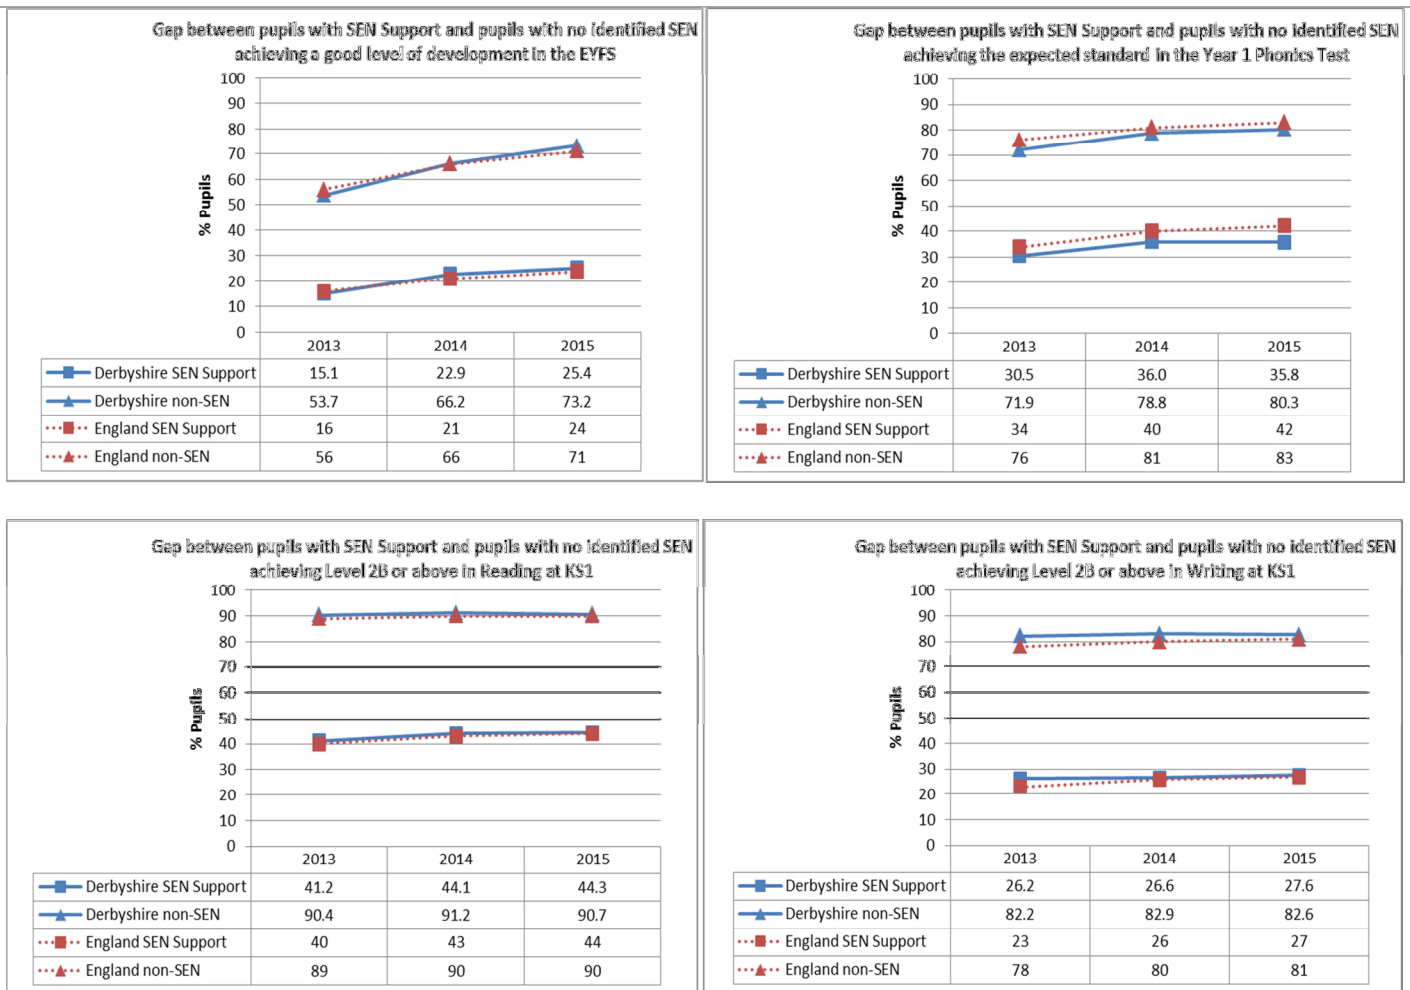 Gap between pupils with SEN Support and pupils with no identified SEN
achieving a good level of development in the EYFS
100
90
80
70
60
50
40
30
20
10
0
% Pupils
2013 2014 2015
Derbyshire SEN Support 15.1 22.9 25.4
Derbyshire non-SEN 53.7 66.2 73.2
England SEN Support 16 21 24
England non-SEN 56 66 71
Gap between pupils with SEN Support and pupils with no identified SEN
achieving the expected standard in the Year 1 Phonics Test
100
90
80
70
60
50
40
30
20
10
0
% Pupils
2013 2014 2015
Derbyshire SEN Support 30.5 36.0 35.8
Derbyshire non-SEN 71.9 78.8 80.3
England SEN Support 34 40 42
England non-SEN 76 81 83
Gap between pupils with SEN Support and pupils with no identified SEN
achieving Level 2B or above in Reading at KS1
100
90
80
70
60
50
40
30
20
10
0
% Pupils
2013 2014 2015
Derbyshire SEN Support 41.2 44.1 44.3
Derbyshire non-SEN 90.4 91.2 90.7
England SEN Support 40 43 44
England non-SEN 89 90 90
Gap between pupils with SEN Support and pupils with no identified SEN
achieving Level 2B or above in Writing at KS1
100
90
80
70
60
50
40
30
20
10
0
% Pupils
2013 2014 2015
Derbyshire SEN Support 26.2 26.6 27.6
Derbyshire non-SEN 82.2 82.9 82.6
England SEN Support 23 26 27
England non-SEN 78 80 81